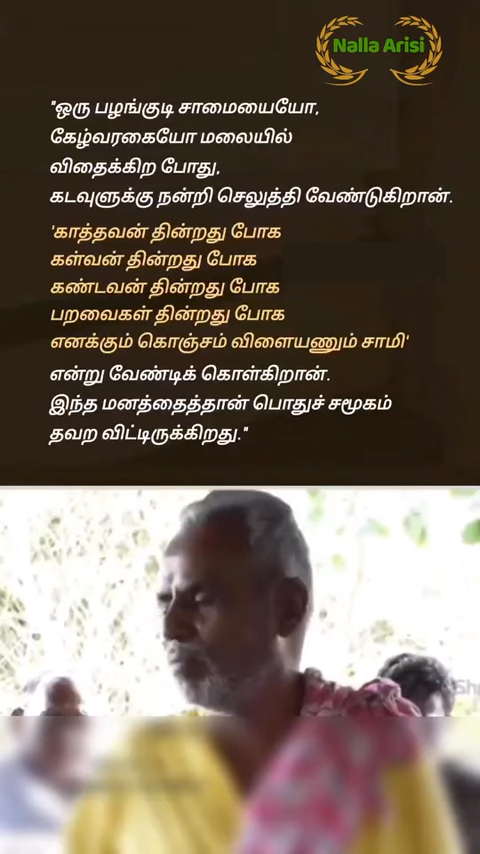 Nalla Arisi
"ஒரு பழங்குடி சாமையையோ,
கேழ்வரகையோ மலையில்
விதைக்கிற போது,
கடவுளுக்கு நன்றி செலுத்தி வேண்டுகிறான்.
'காத்தவன் தின்றது போக
கள்வன் தின்றது போக
கண்டவன் தின்றது போக
பறவைகள் தின்றது போக
எனக்கும் கொஞ்சம் விளையணும் சாமி'
என்று வேண்டிக் கொள்கிறான்.
இந்த மனத்தைத்தான் பொதுச் சமூகம்
தவற விட்டிருக்கிறது."